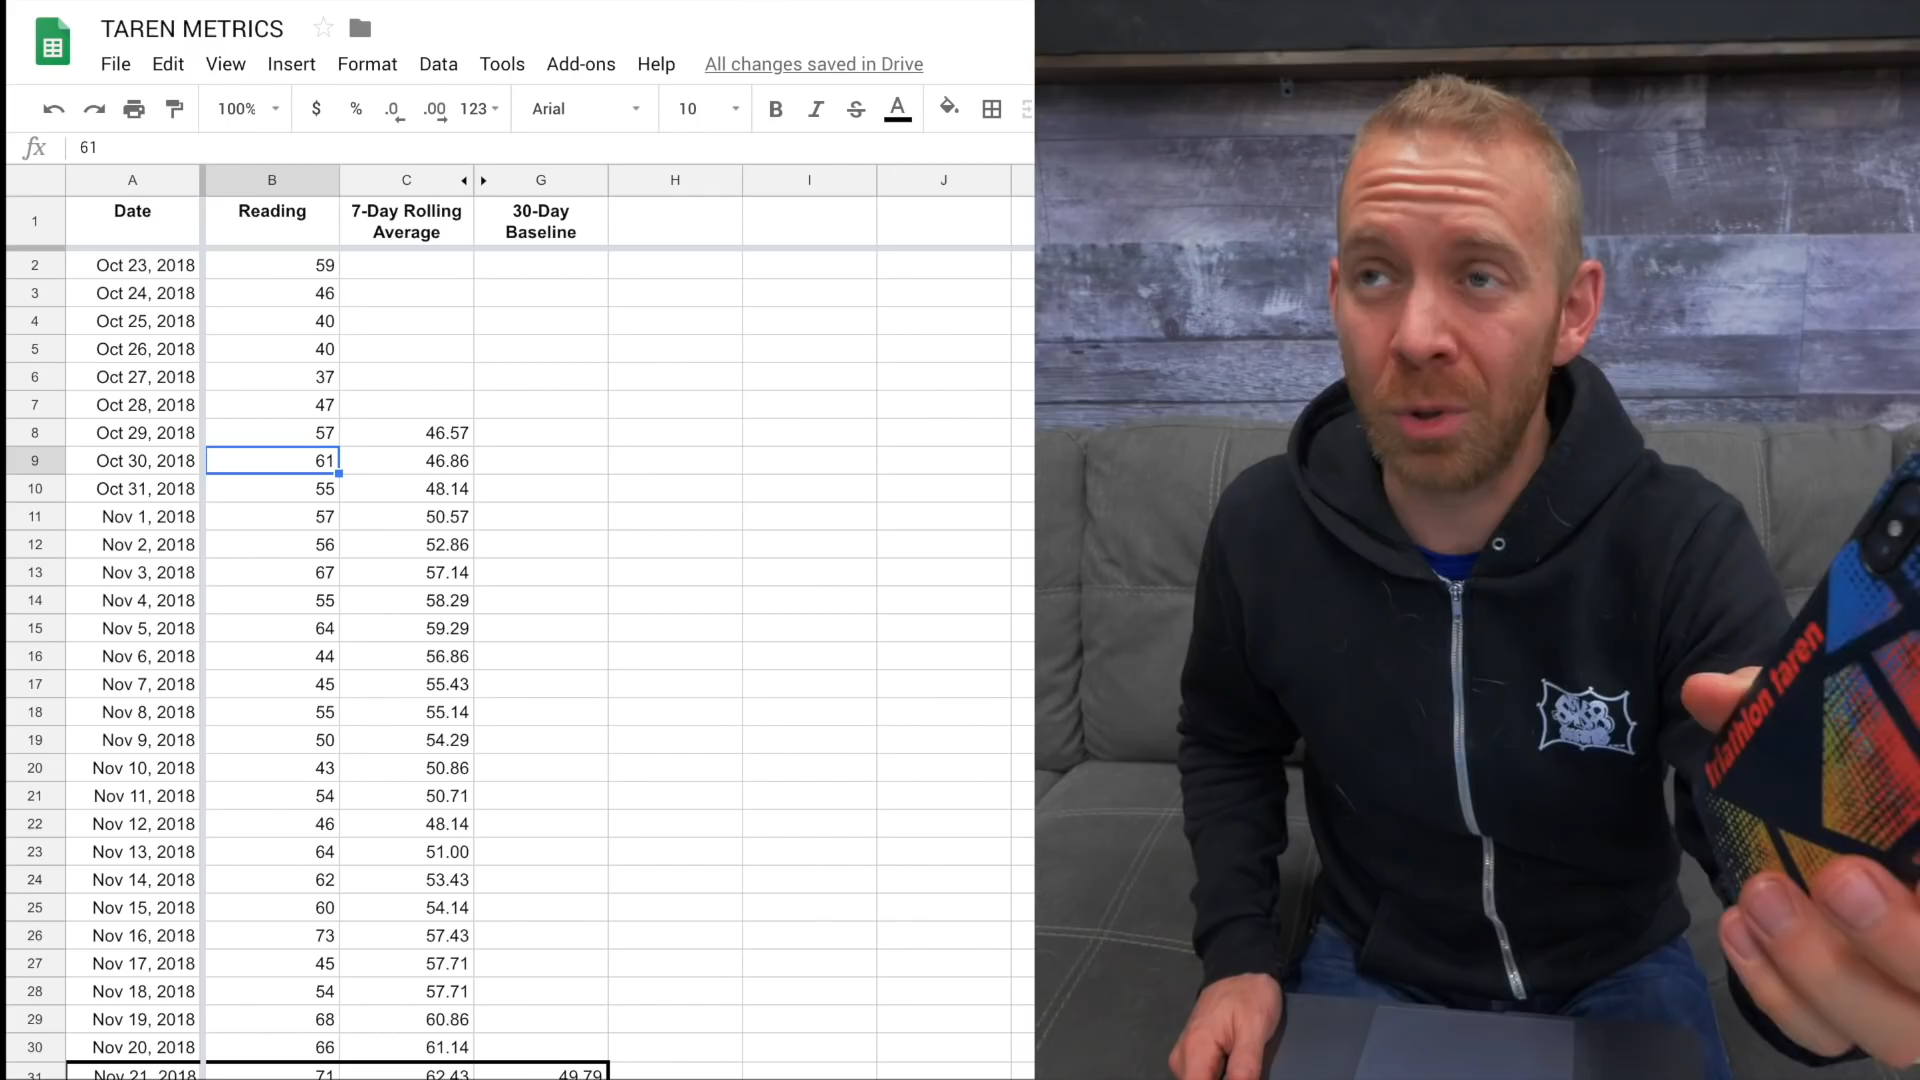 TAREN METRICS
File Edit View Insert Format Data Tools Add-ons Help All changes saved in Drive
100% $ % .0 .00 123 Arial 10 B I S A
fx 61
A B C G H I J
1 Date Reading 7-Day Rolling Average 30-Day Baseline
2 Oct 23, 2018 59
3 Oct 24, 2018 46
4 Oct 25, 2018 40
5 Oct 26, 2018 40
6 Oct 27, 2018 37
7 Oct 28, 2018 47
8 Oct 29, 2018 57 46.57
9 Oct 30, 2018 61 46.86
10 Oct 31, 2018 55 48.14
11 Nov 1, 2018 57 50.57
12 Nov 2, 2018 56 52.86
13 Nov 3, 2018 67 57.14
14 Nov 4, 2018 55 58.29
15 Nov 5, 2018 64 59.29
16 Nov 6, 2018 44 56.86
17 Nov 7, 2018 45 55.43
18 Nov 8, 2018 55 55.14
19 Nov 9, 2018 50 54.29
20 Nov 10, 2018 43 50.86
21 Nov 11, 2018 54 50.71
22 Nov 12, 2018 46 48.14
23 Nov 13, 2018 64 51.00
24 Nov 14, 2018 62 53.43
25 Nov 15, 2018 60 54.14
26 Nov 16, 2018 73 57.43
27 Nov 17, 2018 45 57.71
28 Nov 18, 2018 54 57.71
29 Nov 19, 2018 68 60.86
30 Nov 20, 2018 66 61.14
31 Nov 21, 2018 71 62.43 49.79
triathlon taren